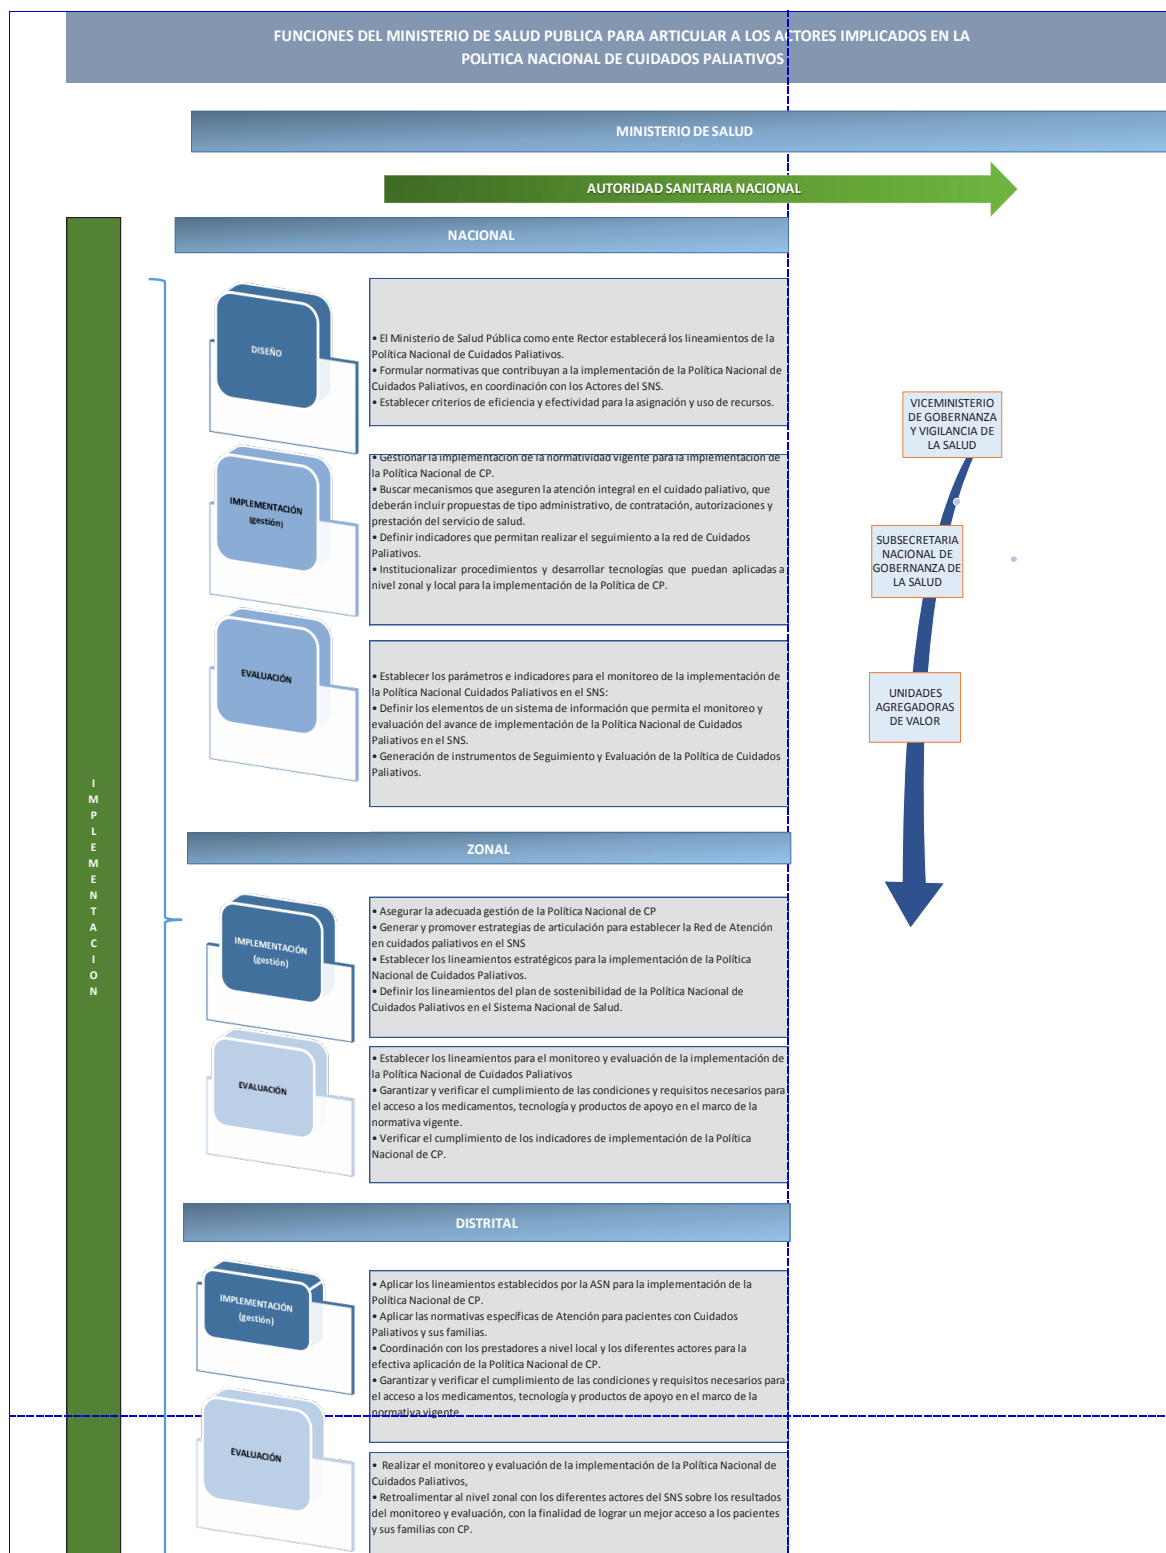 FUNCIONES DEL MINISTERIO DE SALUD PUBLICA PARA ARTICULAR A LOS ACTORES IMPLICADOS EN LA
POLITICA NACIONAL DE CUIDADOS PALIATIVOS
MINISTERIO DE SALUD
AUTORIDAD SANITARIA NACIONAL
IMPLEMENTACION
NACIONAL
DISEÑO
• El Ministerio de Salud Pública como ente Rector establecerá los lineamientos de la
Política Nacional de Cuidados Paliativos.
• Formular normativas que contribuyan a la implementación de la Política Nacional de
Cuidados Paliativos, en coordinación con los Actores del SNS.
• Establecer criterios de eficiencia y efectividad para la asignación y uso de recursos.
IMPLEMENTACIÓN
(gestión)
• Gestionar la implementación de la normatividad vigente para la implementación de
la Política Nacional de CP.
• Buscar mecanismos que aseguren la atención integral en el cuidado paliativo, que
deberán incluir propuestas de tipo administrativo, de contratación, autorizaciones y
prestación del servicio de salud.
• Definir indicadores que permitan realizar el seguimiento a la red de Cuidados
Paliativos.
• Institucionalizar procedimientos y desarrollar tecnologías que puedan aplicadas a
nivel zonal y local para la implementación de la Política de CP.
EVALUACIÓN
• Establecer los parámetros e indicadores para el monitoreo de la implementación de
la Política Nacional Cuidados Paliativos en el SNS:
• Definir los elementos de un sistema de información que permita el monitoreo y
evaluación del avance de implementación de la Política Nacional de Cuidados
Paliativos en el SNS.
• Generación de instrumentos de Seguimiento y Evaluación de la Política de Cuidados
Paliativos.
VICEMINISTERIO
DE GOBERNANZA
Y VIGILANCIA DE
LA SALUD
SUBSECRETARIA
NACIONAL DE
GOBERNANZA DE
LA SALUD
UNIDADES
AGREGADORAS
DE VALOR
ZONAL
IMPLEMENTACIÓN
(gestión)
• Asegurar la adecuada gestión de la Política Nacional de CP
• Generar y promover estrategias de articulación para establecer la Red de Atención
en cuidados paliativos en el SNS
• Establecer los lineamientos estratégicos para la implementación de la Política
Nacional de Cuidados Paliativos.
• Definir los lineamientos del plan de sostenibilidad de la Política Nacional de
Cuidados Paliativos en el Sistema Nacional de Salud.
EVALUACIÓN
• Establecer los lineamientos para el monitoreo y evaluación de la implementación de
la Política Nacional de Cuidados Paliativos
• Garantizar y verificar el cumplimiento de las condiciones y requisitos necesarios para
el acceso a los medicamentos, tecnología y productos de apoyo en el marco de la
normativa vigente.
• Verificar el cumplimiento de los indicadores de implementación de la Política
Nacional de CP.
DISTRITAL
IMPLEMENTACIÓN
(gestión)
• Aplicar los lineamientos establecidos por la ASN para la implementación de la
Política Nacional de CP.
• Aplicar las normativas específicas de Atención para pacientes con Cuidados
Paliativos y sus familias.
• Coordinación con los prestadores a nivel local y los diferentes actores para la
efectiva aplicación de la Política Nacional de CP.
• Garantizar y verificar el cumplimiento de las condiciones y requisitos necesarios para
el acceso a los medicamentos, tecnología y productos de apoyo en el marco de la
normativa vigente.
EVALUACIÓN
• Realizar el monitoreo y evaluación de la implementación de la Política Nacional de
Cuidados Paliativos,
• Retroalimentar al nivel zonal con los diferentes actores del SNS sobre los resultados
del monitoreo y evaluación, con la finalidad de lograr un mejor acceso a los pacientes
y sus familias con CP.